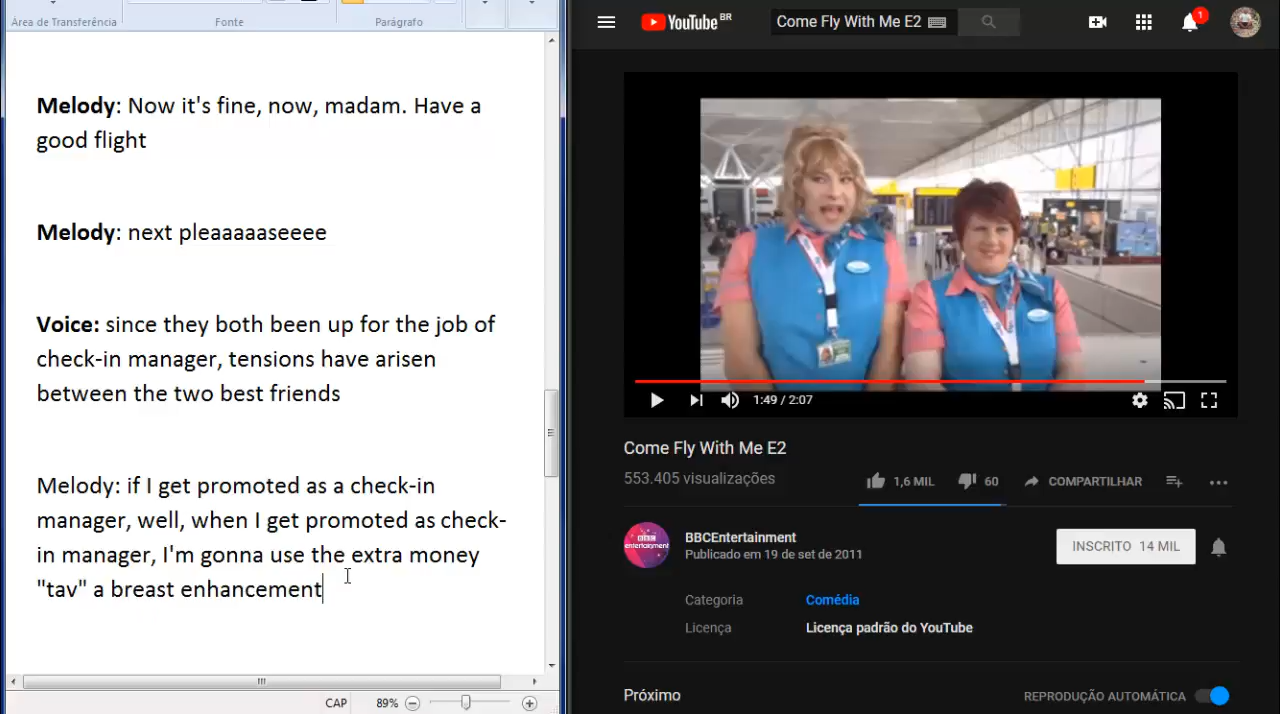 Área de Transferência
Fonte
Parágrafo
Melody: Now it's fine, now, madam. Have a
good flight
Melody: next pleaaaaaseeee
Voice: since they both been up for the job of
check-in manager, tensions have arisen
between the two best friends
Melody: if I get promoted as a check-in
manager, well, when I get promoted as check-
in manager, I'm gonna use the extra money
"tav" a breast enhancement
CAP
89%
YouTube BR
Come Fly With Me E2
1
1:49 / 2:07
Come Fly With Me E2
553.405 visualizações
1,6 MIL
60
COMPARTILHAR
BBC
entertainment
BBCEntertainment
Publicado em 19 de set de 2011
INSCRITO 14 MIL
Categoria
Comédia
Licença
Licença padrão do YouTube
Próximo
REPRODUÇÃO AUTOMÁTICA